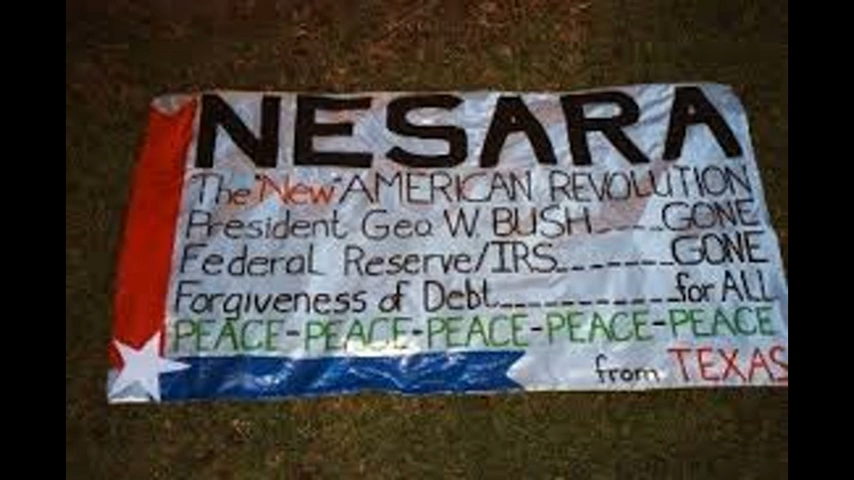 NESARA
The "New" AMERICAN REVOLUTION
President Geo W. BUSH----GONE
Federal Reserve/IRS-------GONE
Forgiveness of Debt------------for ALL
PEACE-PEACE-PEACE-PEACE-PEACE
from TEXAS